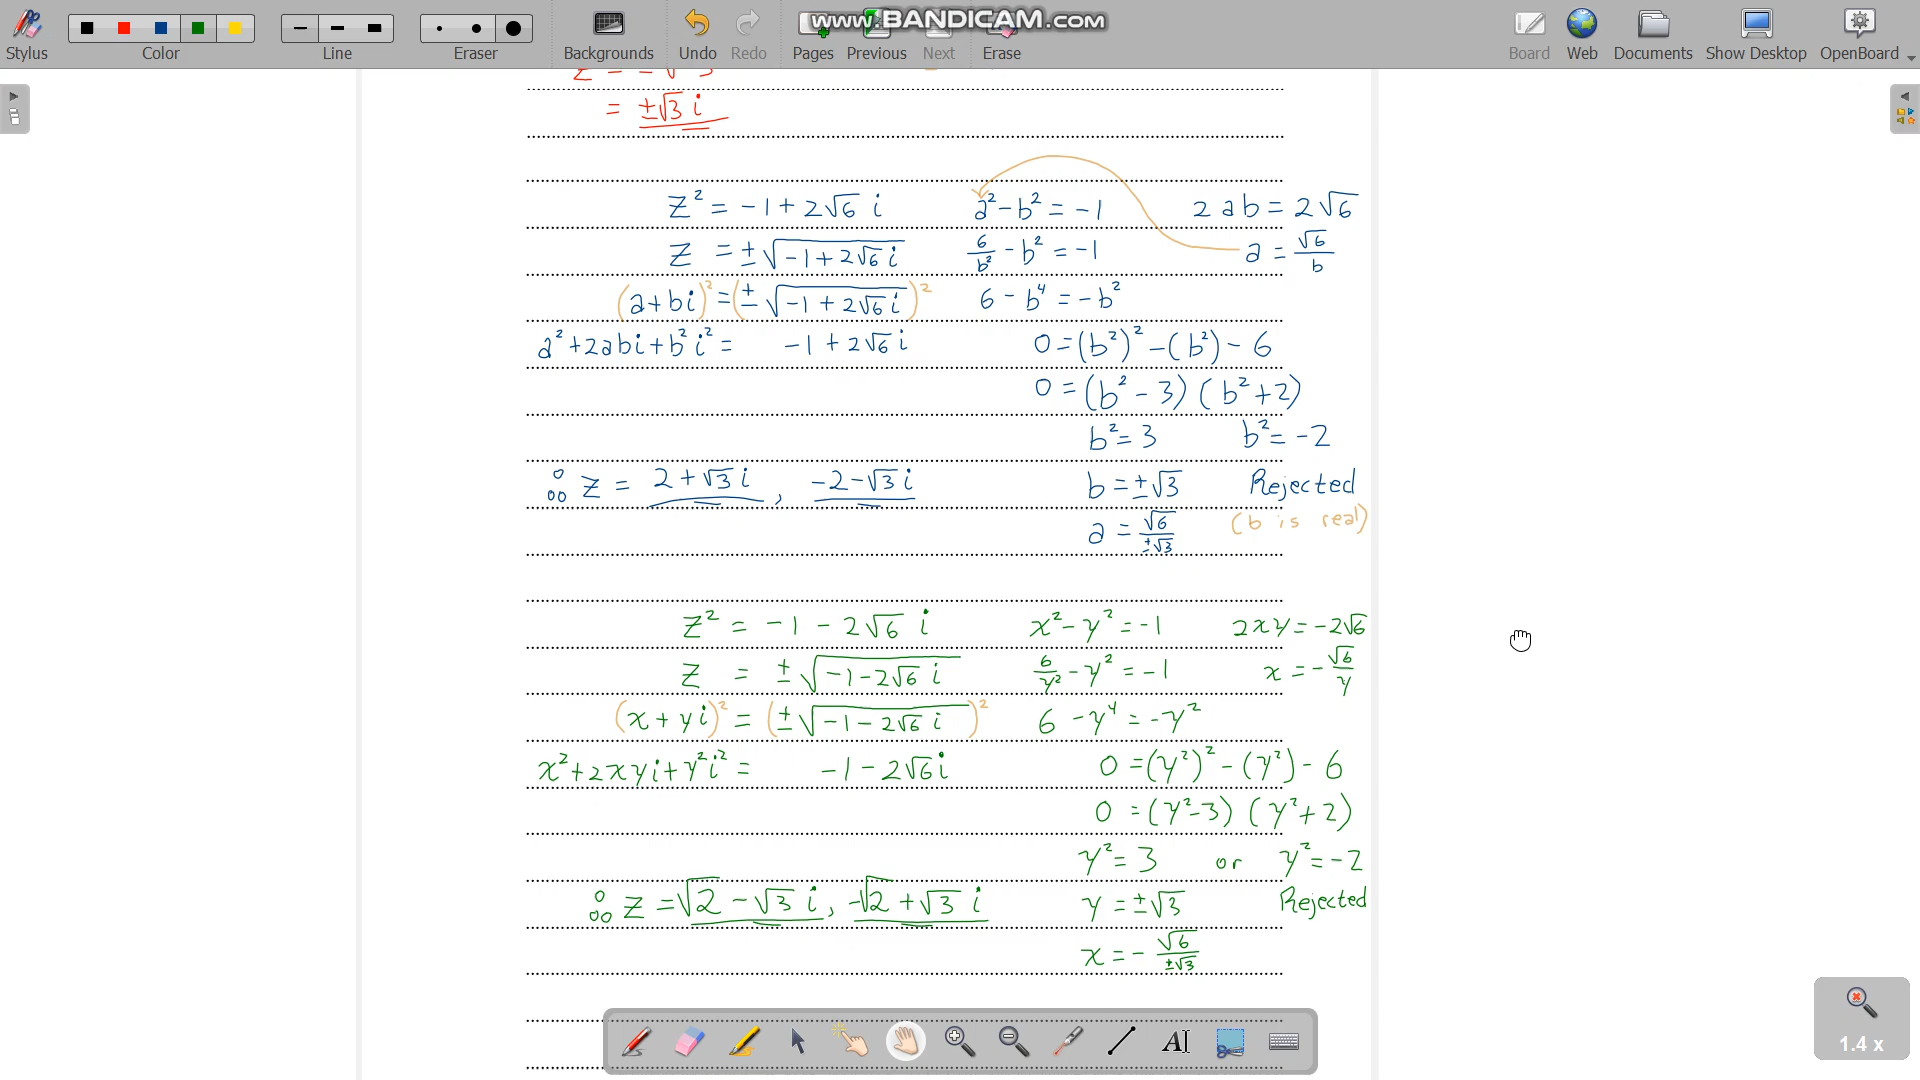 www.BANDICAM.com
Stylus Color Line Eraser Backgrounds Undo Redo Pages Previous Next Erase Board Web Documents Show Desktop OpenBoard
= ±√3 i
z² = -1 + 2√6 i
z = ±√(-1 + 2√6 i)
(a + bi)² = (±√(-1 + 2√6 i))²
a² + 2abi + b²i² = -1 + 2√6 i
∴ z = 2 + √3 i , -2 - √3 i
a² - b² = -1
6/b² - b² = -1
6 - b⁴ = -b²
0 = (b²)² - (b²) - 6
0 = (b² - 3) (b² + 2)
b² = 3 b² = -2
b = ±√3 Rejected
a = √6/±√3 (b is real)
2ab = 2√6
a = √6/b
z² = -1 - 2√6 i
z = ±√(-1 - 2√6 i)
(x + yi)² = (±√(-1 - 2√6 i))²
x² + 2xyi + y²i² = -1 - 2√6 i
∴ z = √2 - √3 i , -√2 + √3 i
x² - y² = -1
6/y² - y² = -1
6 - y⁴ = -y²
0 = (y²)² - (y²) - 6
0 = (y² - 3) (y² + 2)
y² = 3 or y² = -2
y = ±√3 Rejected
x = - √6/±√3
2xy = -2√6
x = - √6/y
1.4 x